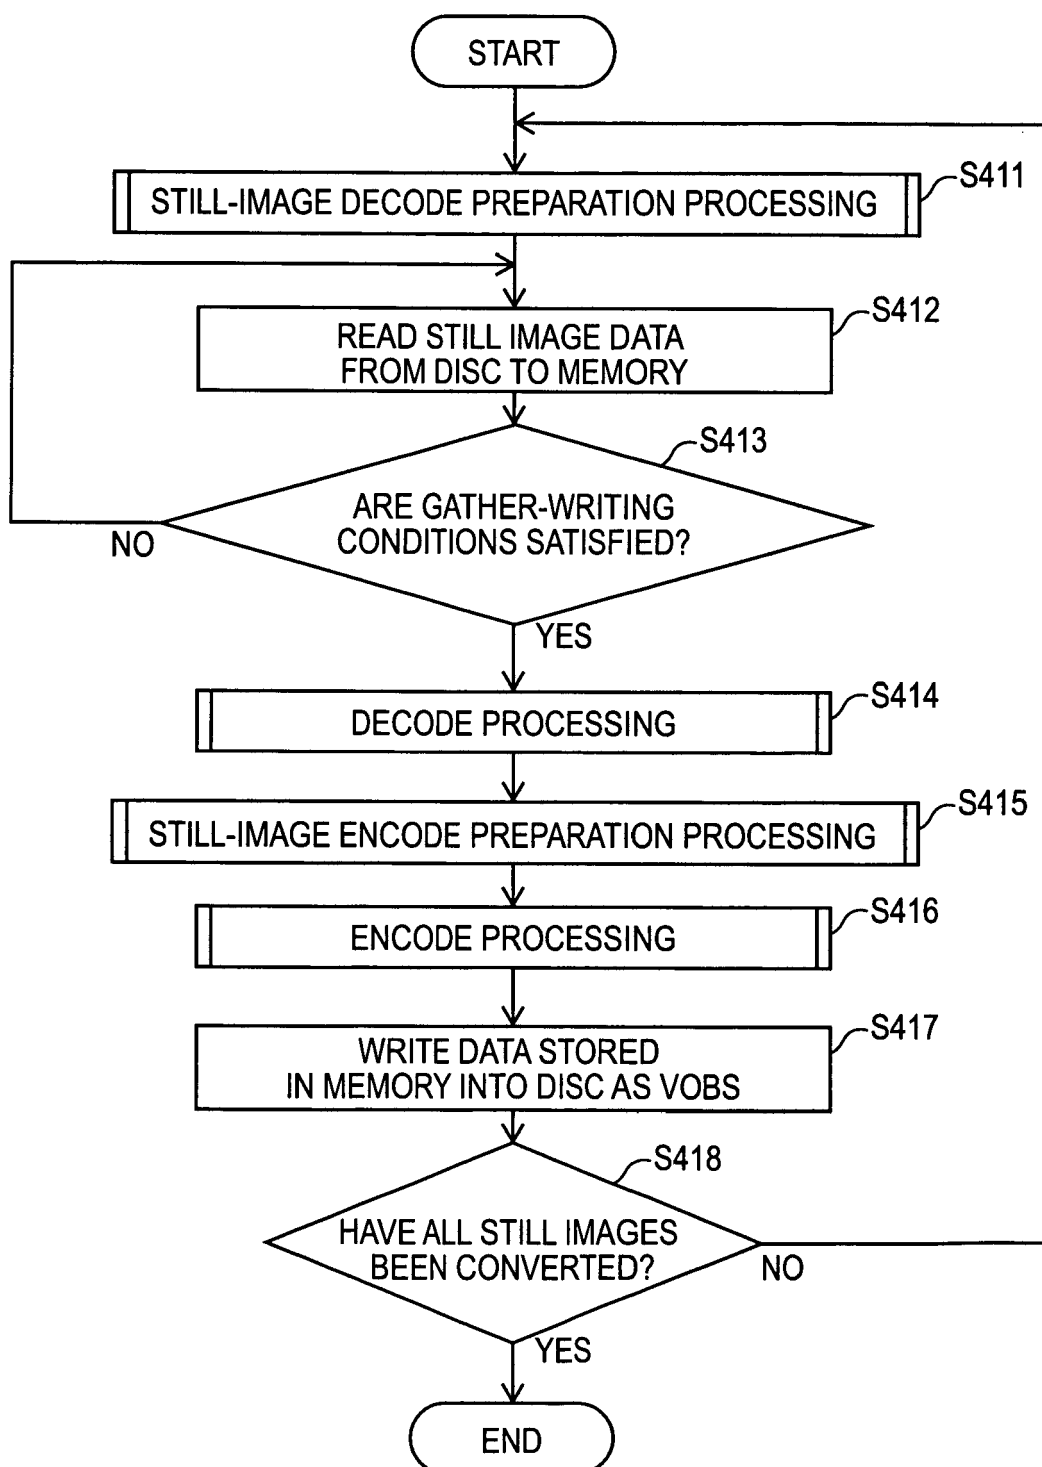 START
STILL-IMAGE DECODE PREPARATION PROCESSING
S411
READ STILL IMAGE DATA
FROM DISC TO MEMORY
S412
ARE GATHER-WRITING
CONDITIONS SATISFIED?
S413
NO
YES
DECODE PROCESSING
S414
STILL-IMAGE ENCODE PREPARATION PROCESSING
S415
ENCODE PROCESSING
S416
WRITE DATA STORED
IN MEMORY INTO DISC AS VOBS
S417
HAVE ALL STILL IMAGES
BEEN CONVERTED?
S418
NO
YES
END